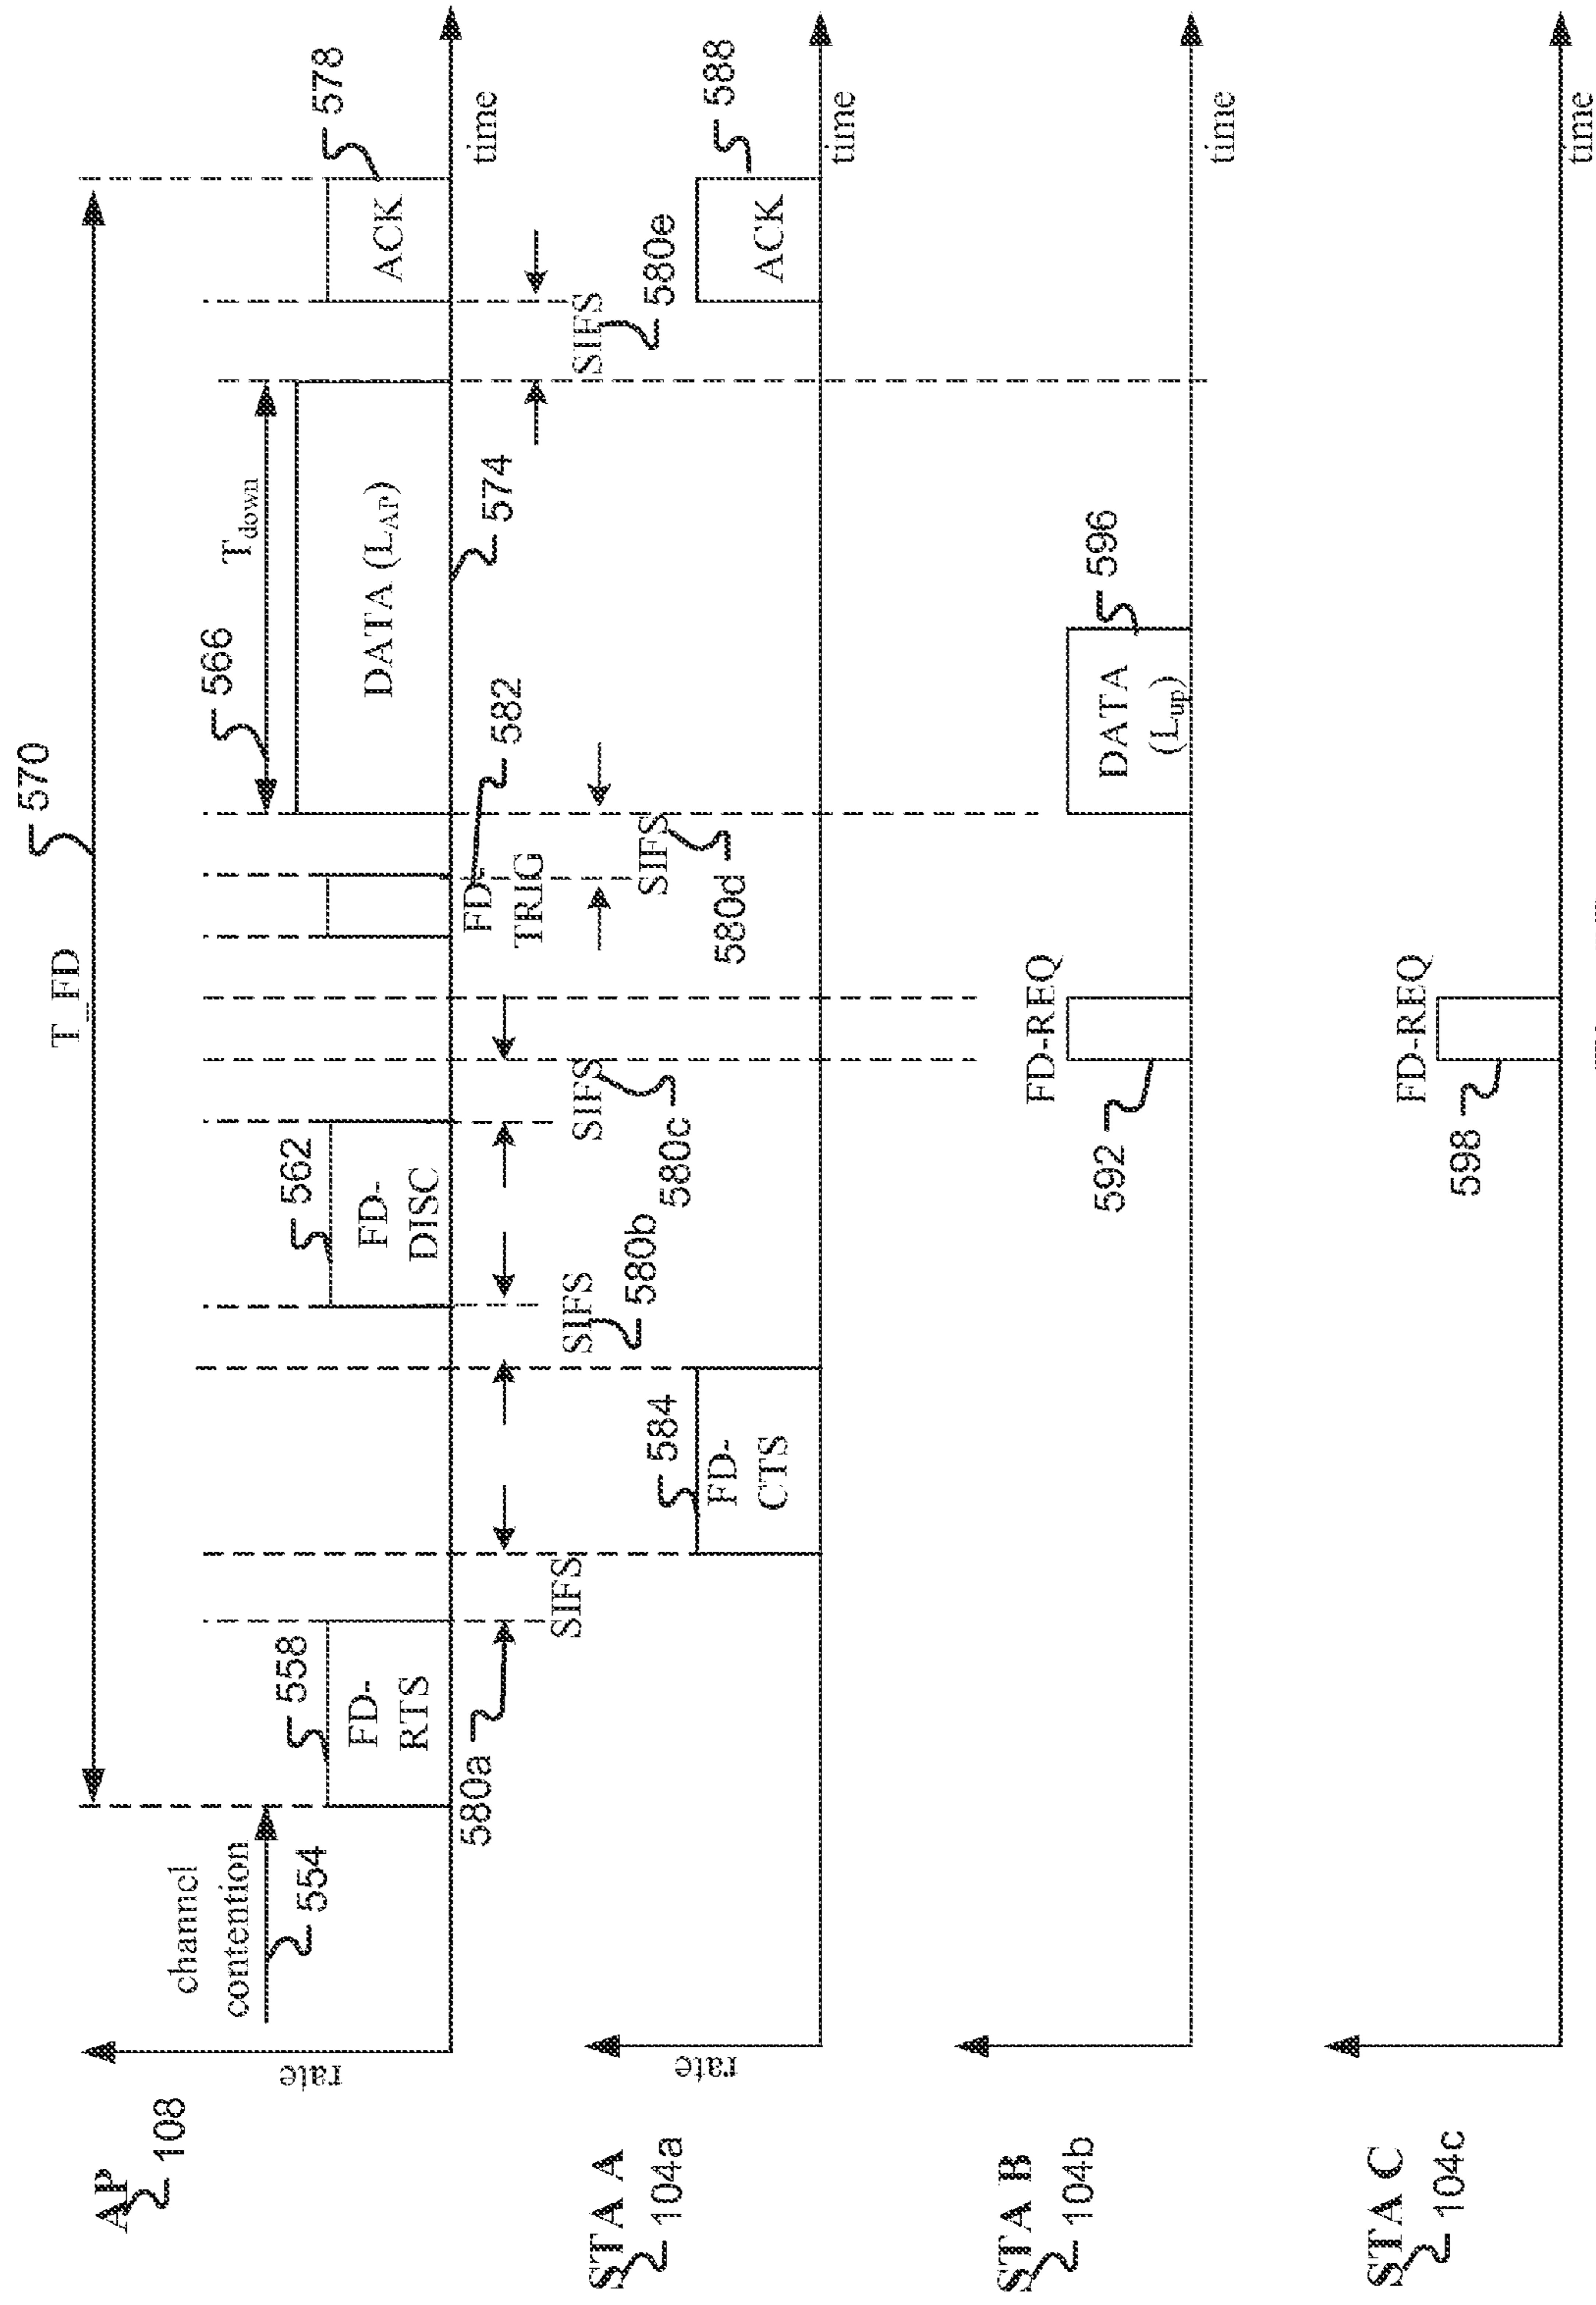 570
T_FD
AP
108
rate
channel
contention
554
558
FD-
RTS
580a
SIFS
562
FD-
DISC
SIFS
580b
SIFS
580c
FD-
TRIG
582
SIFS
580d
566
T_down
DATA (L_AP)
574
SIFS
580e
ACK
578
time
STA A
104a
rate
584
FD-
CTS
ACK
588
time
STA B
104b
FD-REQ
592
DATA
(L_up)
596
time
STA C
104c
FD-REQ
598
time